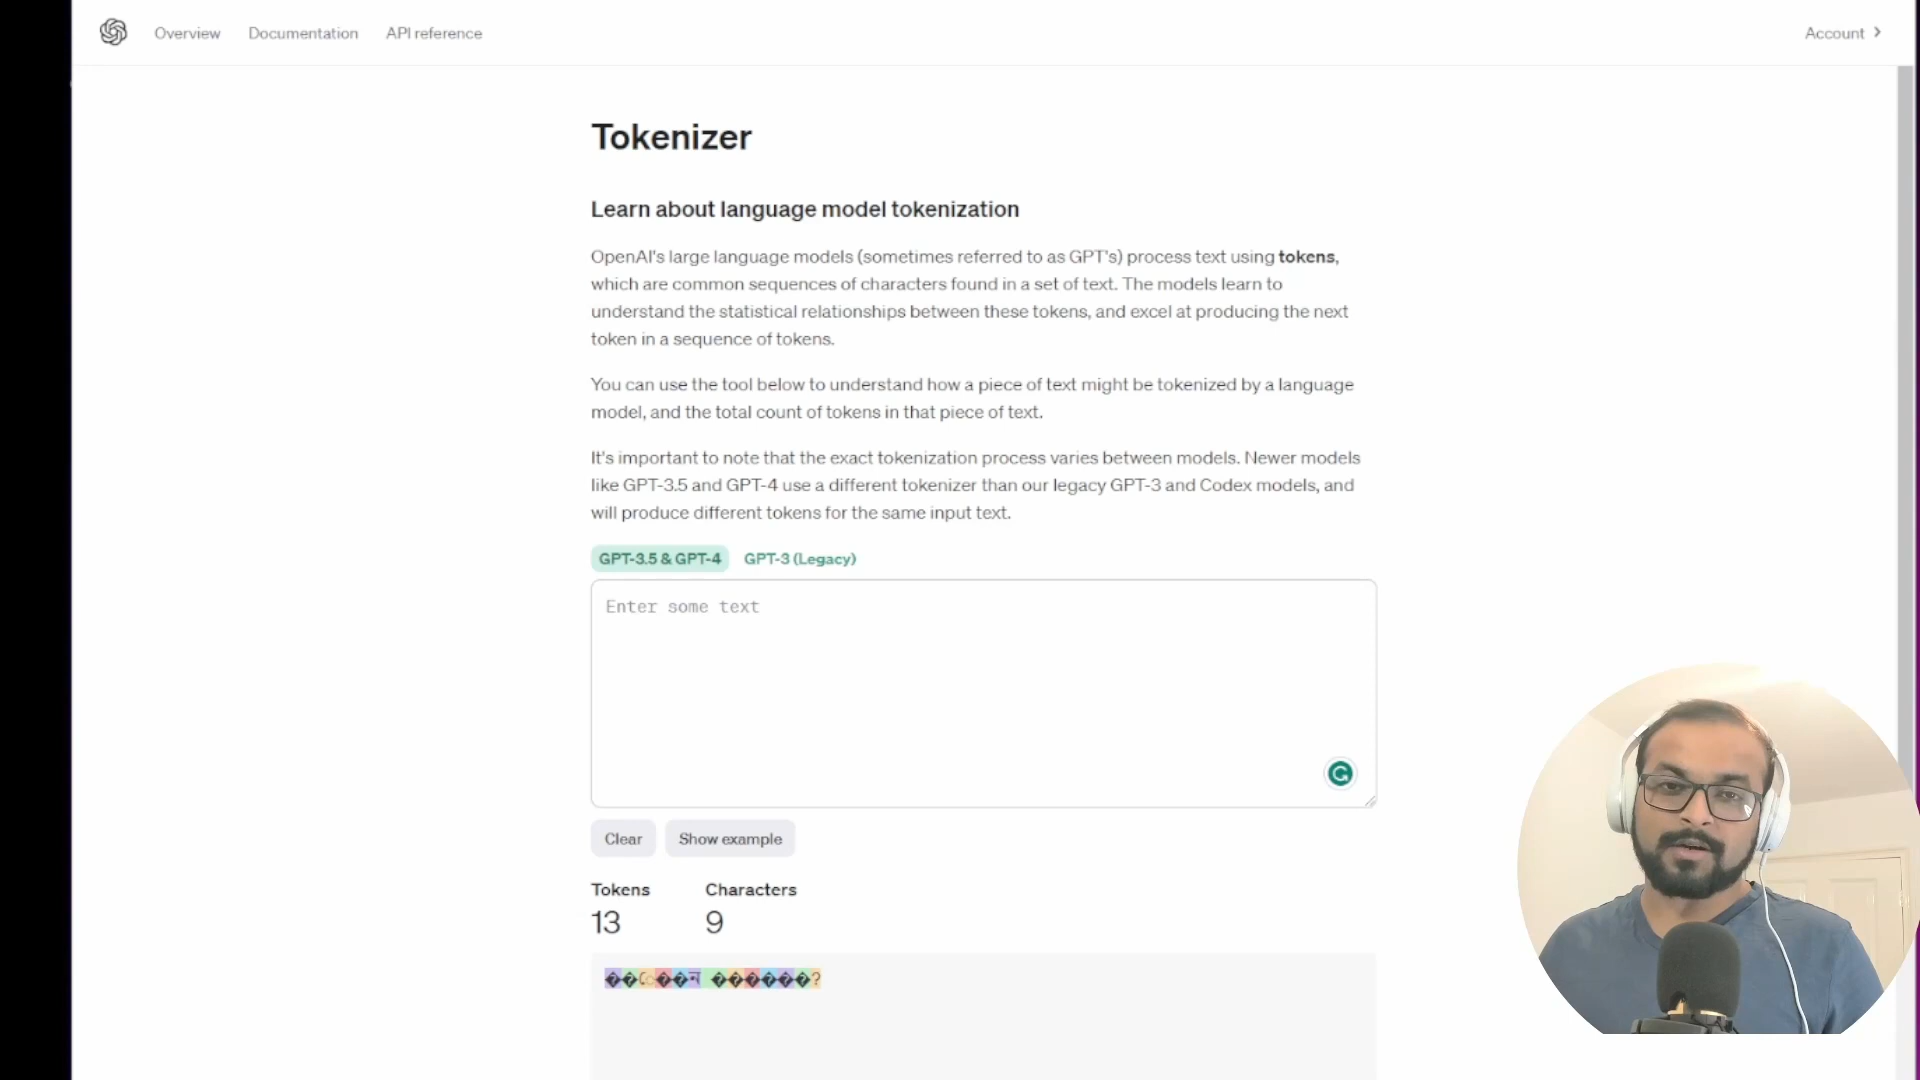 Overview Documentation API reference Account
Tokenizer
Learn about language model tokenization
OpenAI's large language models (sometimes referred to as GPT's) process text using tokens,
which are common sequences of characters found in a set of text. The models learn to
understand the statistical relationships between these tokens, and excel at producing the next
token in a sequence of tokens.
You can use the tool below to understand how a piece of text might be tokenized by a language
model, and the total count of tokens in that piece of text.
It's important to note that the exact tokenization process varies between models. Newer models
like GPT-3.5 and GPT-4 use a different tokenizer than our legacy GPT-3 and Codex models, and
will produce different tokens for the same input text.
GPT-3.5 & GPT-4 GPT-3 (Legacy)
Enter some text
Clear Show example
Tokens Characters
13 9